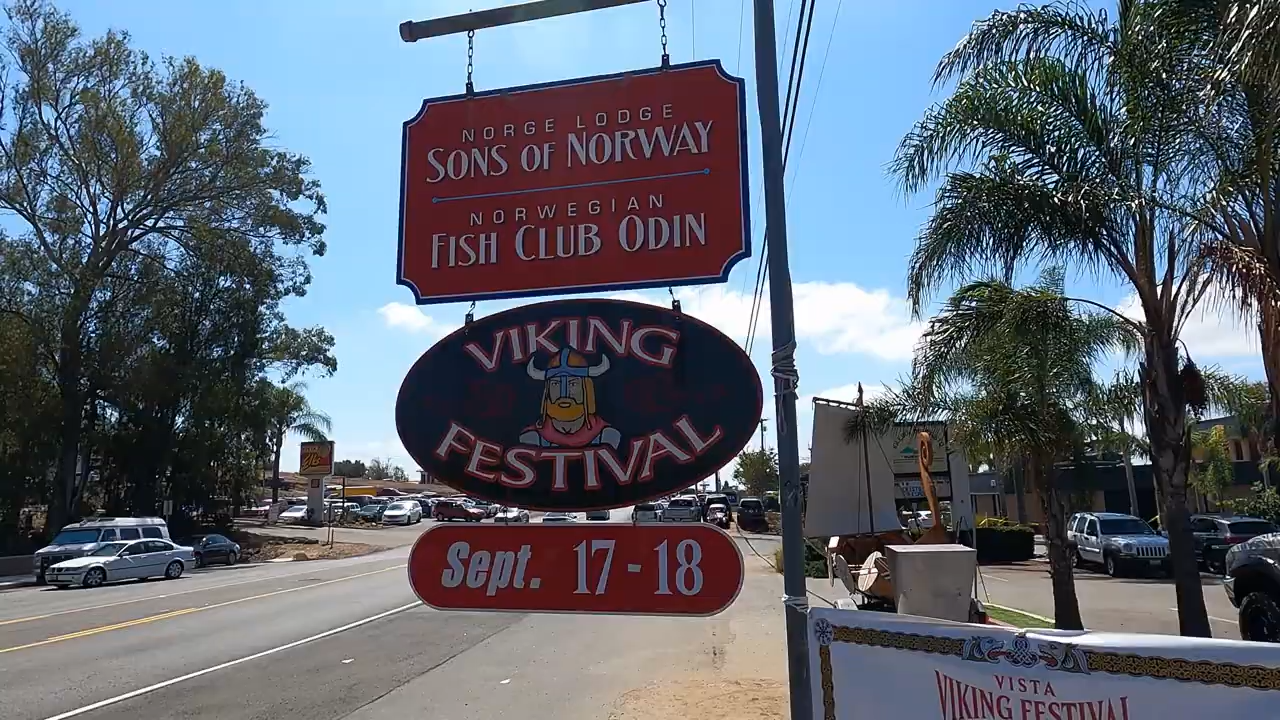 NORGE LODGE
SONS OF NORWAY
NORWEGIAN
FISH CLUB ODIN
VIKING
FESTIVAL
Sept. 17-18
VISTA
VIKING FESTIVAL